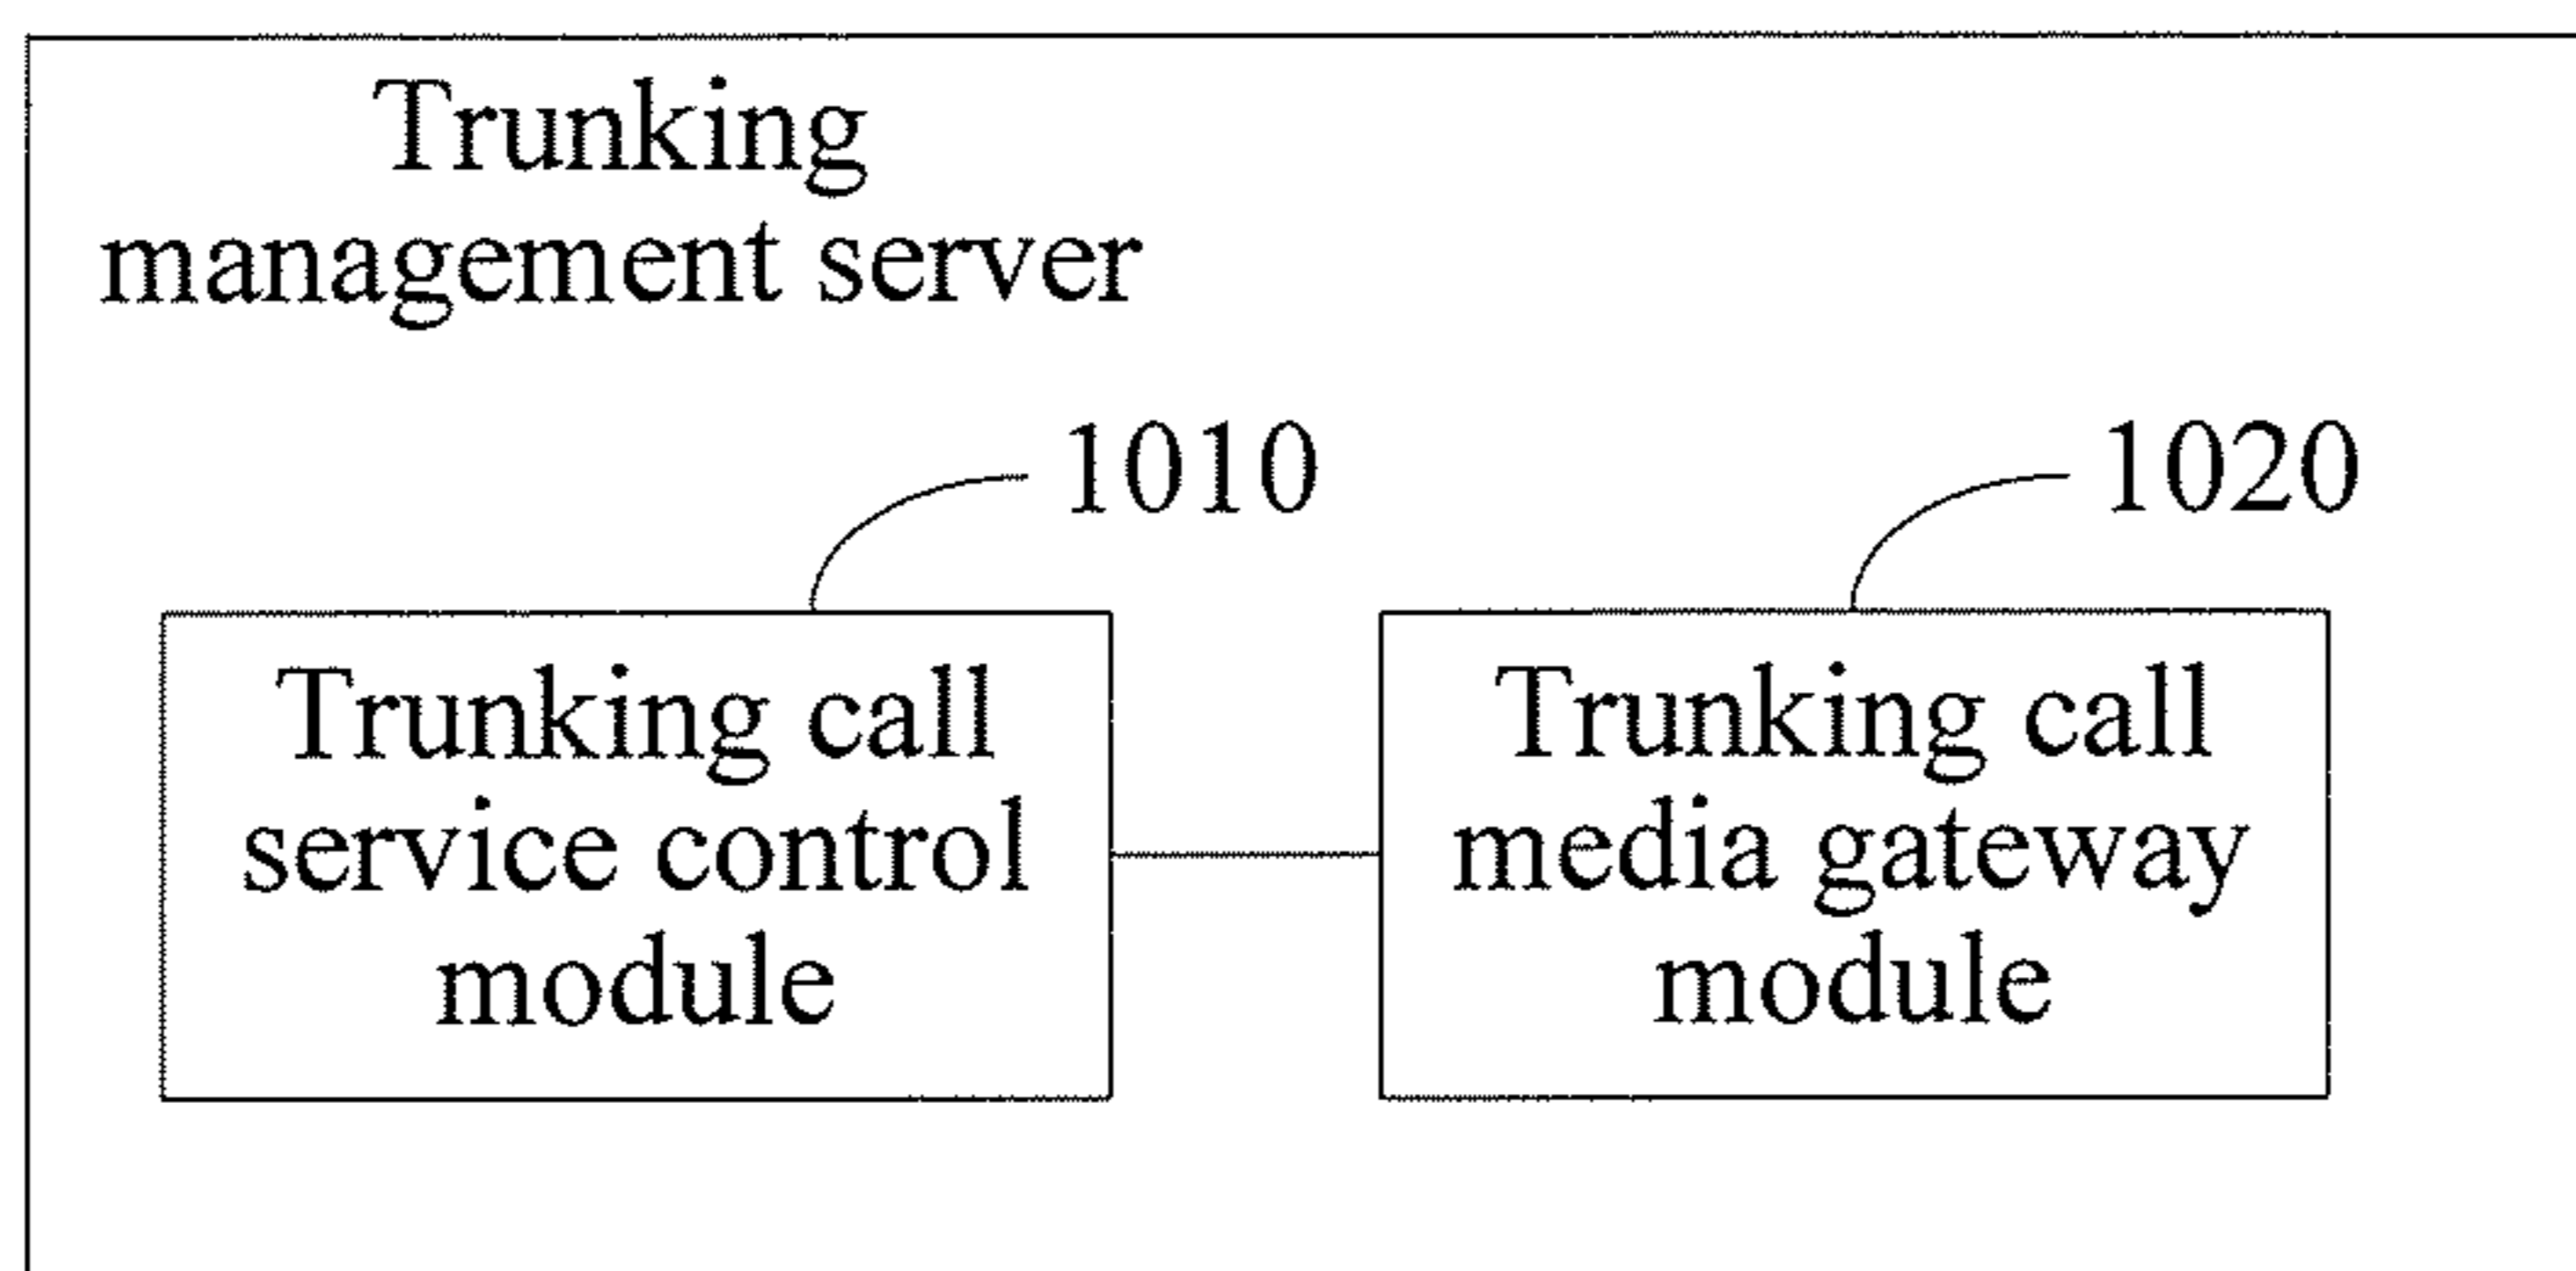 Trunking
management server
1010
1020
Trunking call
service control
module
Trunking call
media gateway
module